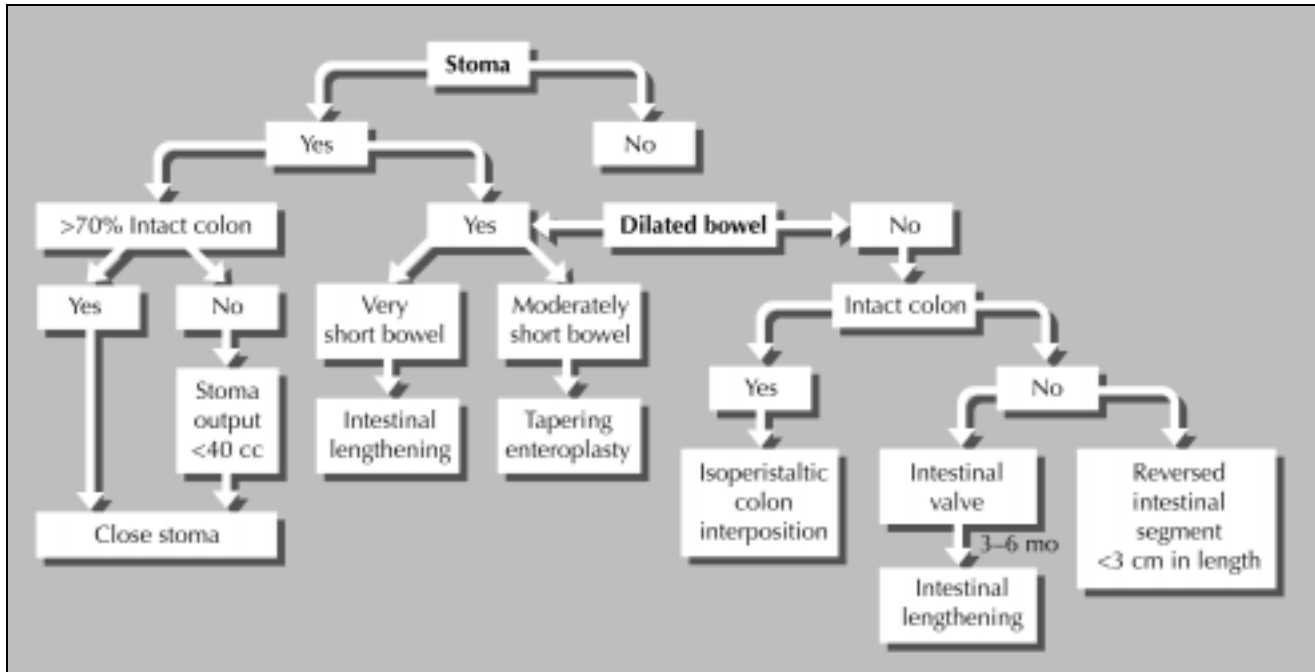 Stoma
Yes
No
>70% Intact colon
Yes
Dilated bowel
No
Yes
No
Very
short bowel
Moderately
short bowel
Intact colon
Stoma
output
<40 cc
Intestinal
lengthening
Tapering
enteroplasty
Yes
No
Close stoma
Isoperistaltic
colon
interposition
Intestinal
valve
Reversed
intestinal
segment
<3 cm in length
3–6 mo
Intestinal
lengthening